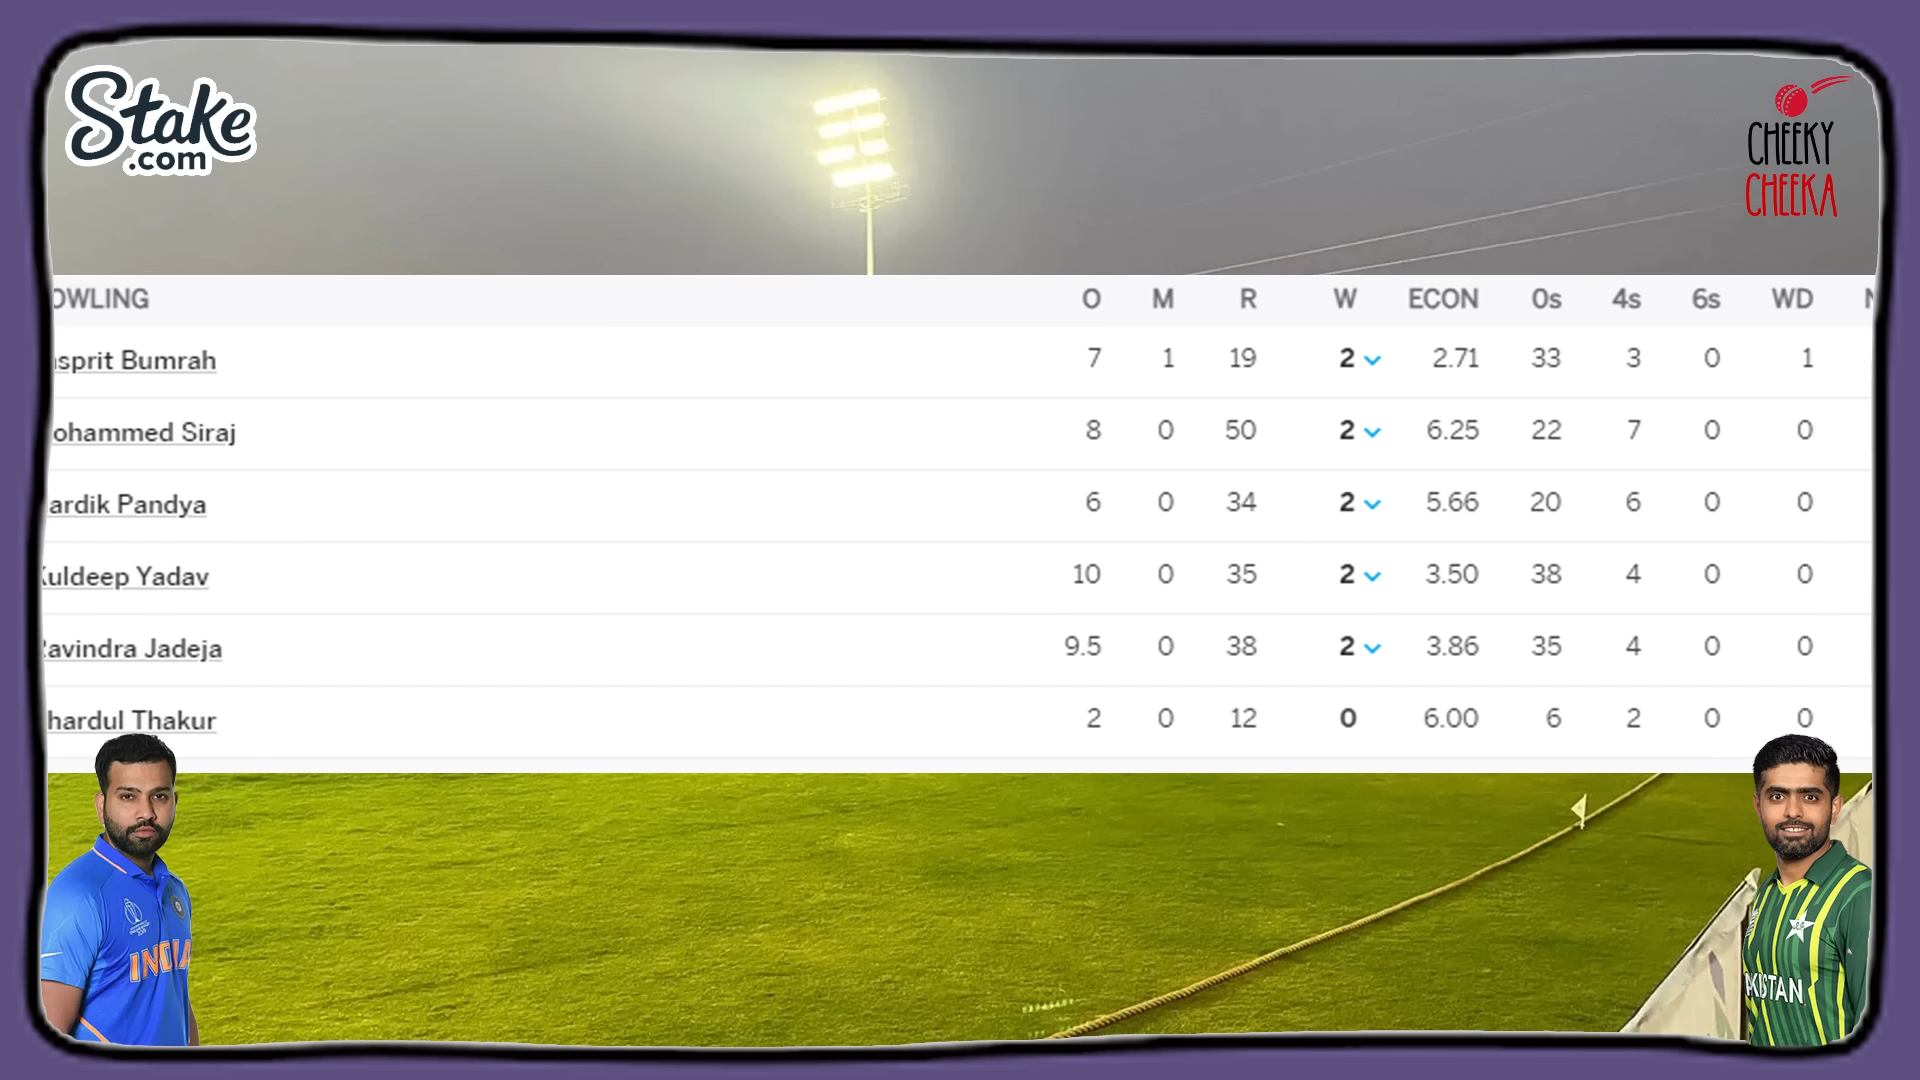 Stake
.com
CHEEKY
CHEEKA
OWLING O M R W ECON 0s 4s 6s WD N
asprit Bumrah 7 1 19 2 2.71 33 3 0 1
ohammed Siraj 8 0 50 2 6.25 22 7 0 0
ardik Pandya 6 0 34 2 5.66 20 6 0 0
Kuldeep Yadav 10 0 35 2 3.50 38 4 0 0
Ravindra Jadeja 9.5 0 38 2 3.86 35 4 0 0
hardul Thakur 2 0 12 0 6.00 6 2 0 0
INDIA
AKISTAN